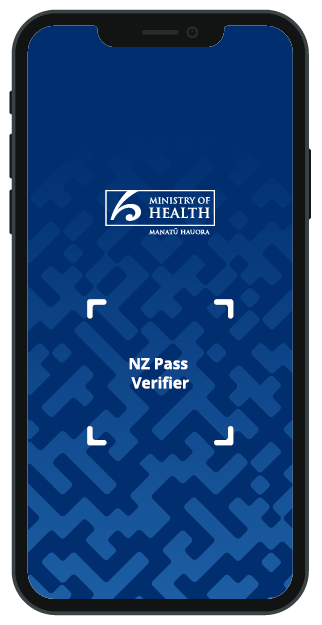 MINISTRY OF
HEALTH
MANATŪ HAUORA
NZ Pass
Verifier